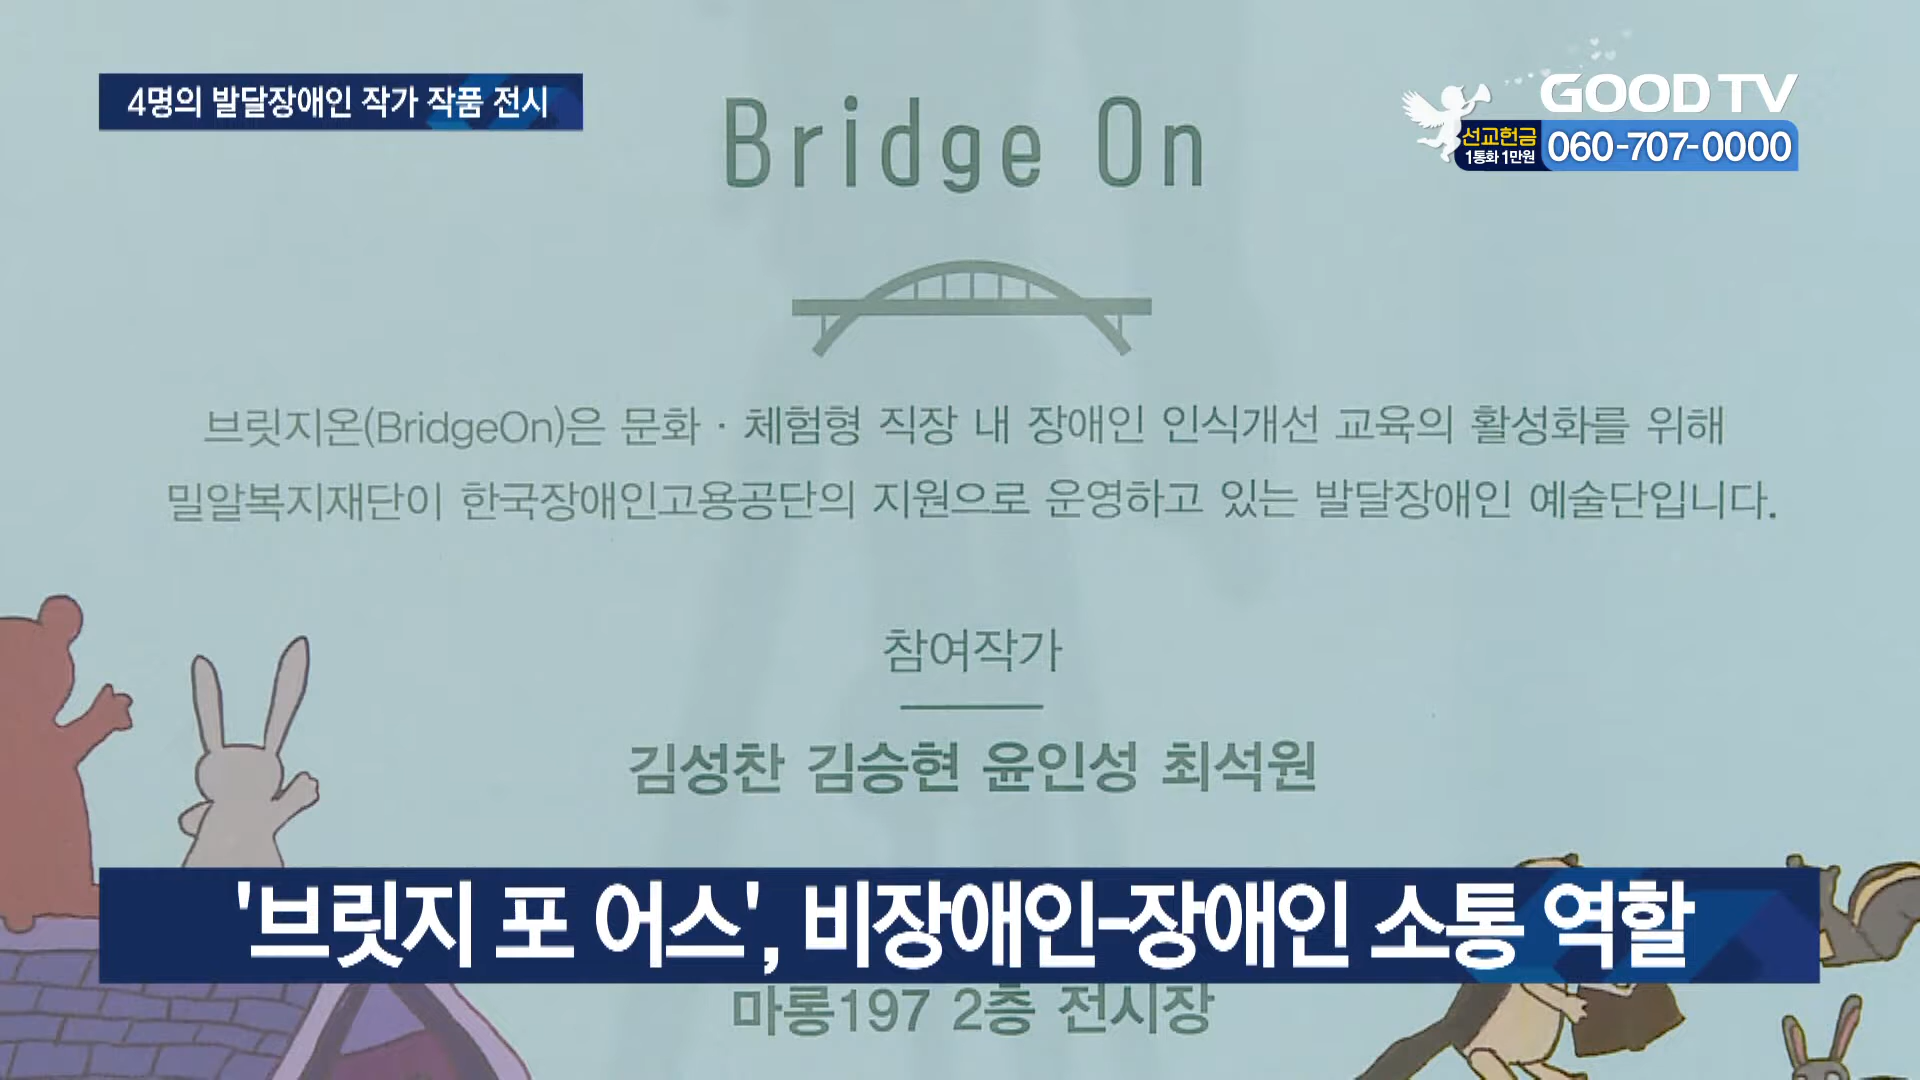 4명의 발달장애인 작가 작품 전시
GOOD TV
선교헌금
1통화 1만원
060-707-0000
Bridge On
브릿지온(BridgeOn)은 문화 · 체험형 직장 내 장애인 인식개선 교육의 활성화를 위해
밀알복지재단이 한국장애인고용공단의 지원으로 운영하고 있는 발달장애인 예술단입니다.
참여작가
김성찬 김승현 윤인성 최석원
'브릿지 포 어스', 비장애인-장애인 소통 역할
마롱197 2층 전시장